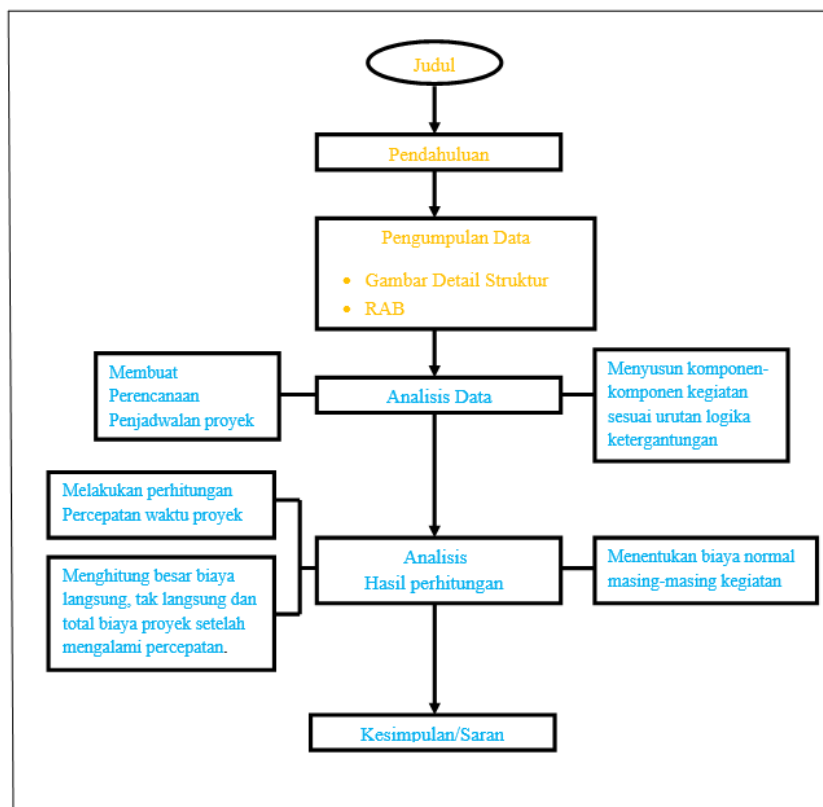 Judul
Pendahuluan
Pengumpulan Data
• Gambar Detail Struktur
• RAB
Membuat
Perencanaan
Penjadwalan proyek
Analisis Data
Menyusun komponen-
komponen kegiatan
sesuai urutan logika
ketergantungan
Melakukan perhitungan
Percepatan waktu proyek
Menghitung besar biaya
langsung, tak langsung dan
total biaya proyek setelah
mengalami percepatan.
Analisis
Hasil perhitungan
Menentukan biaya normal
masing-masing kegiatan
Kesimpulan/Saran